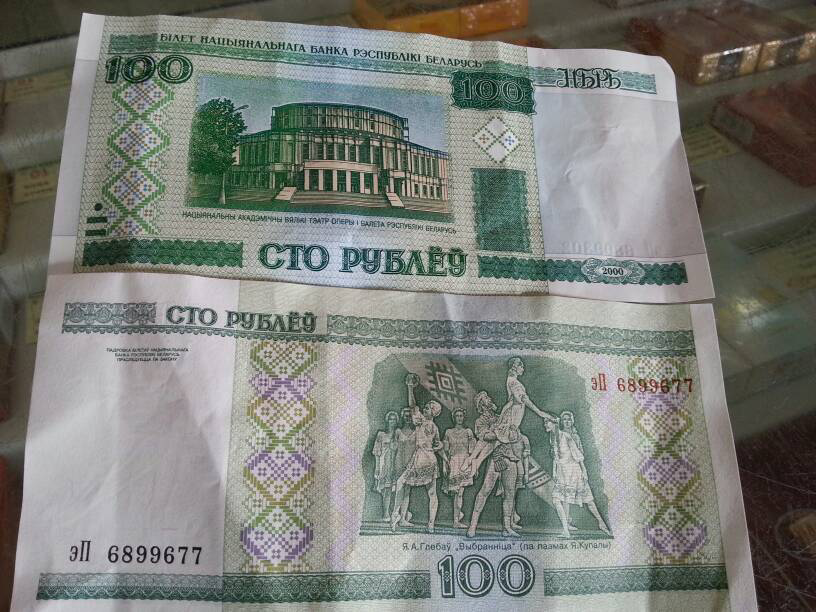 БІЛЕТ НАЦЫЯНАЛЬНАГА БАНКА РЭСПУБЛІКІ БЕЛАРУСЬ
100
100
НБРБ
НАЦЫЯНАЛЬНЫ АКАДЭМІЧНЫ ВЯЛІКІ ТЭАТР ОПЕРЫ І БАЛЕТА РЭСПУБЛІКІ БЕЛАРУСЬ
СТО РУБЛЁЎ
2000
СТО РУБЛЁЎ
ПАДРОБКА БІЛЕТАЎ НАЦЫЯНАЛЬНАГА
БАНКА РЭСПУБЛІКІ БЕЛАРУСЬ
ПРАСЛЕДУЕЦЦА ПА ЗАКОНУ
эП 6899677
эП 6899677
Я.А.Глебаў „Выбранніца" (па паэмах Я.Купалы)
100